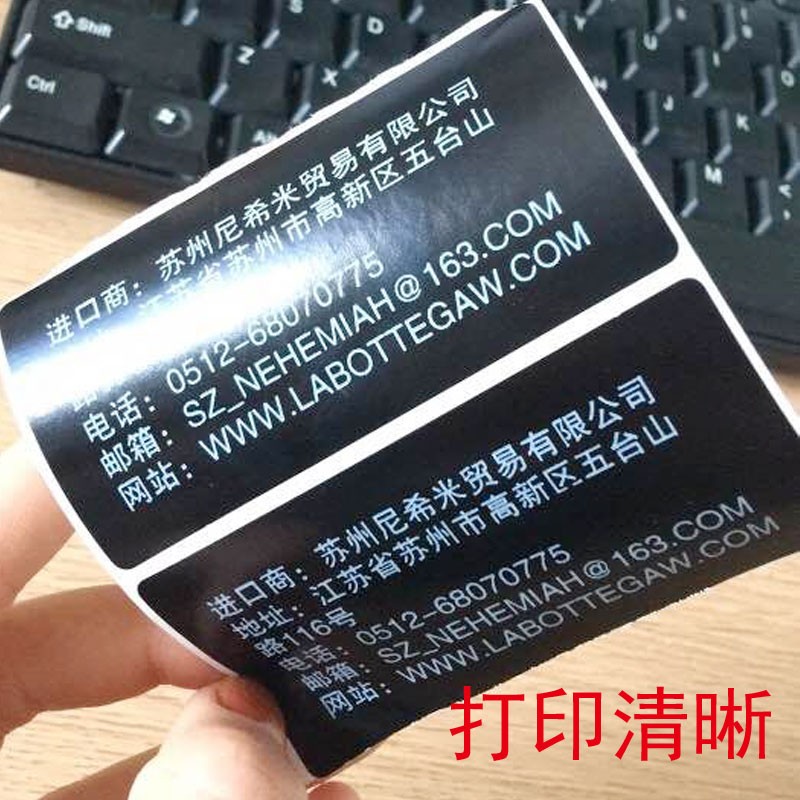 Shift
Z
X
D
Ctrl
Alt
M
进口商：苏州尼希米贸易有限公司
江苏省苏州市高新区五台山
电话：0512-68070775
邮箱：SZ_NEHEMIAH@163.COM
网站：WWW.LABOTTEGAW.COM
进口商：苏州尼希米贸易有限公司
地址：江苏省苏州市高新区五台山
路116号
电话：0512-68070775
邮箱：SZ_NEHEMIAH@163.COM
网站：WWW.LABOTTEGAW.COM
打印清晰